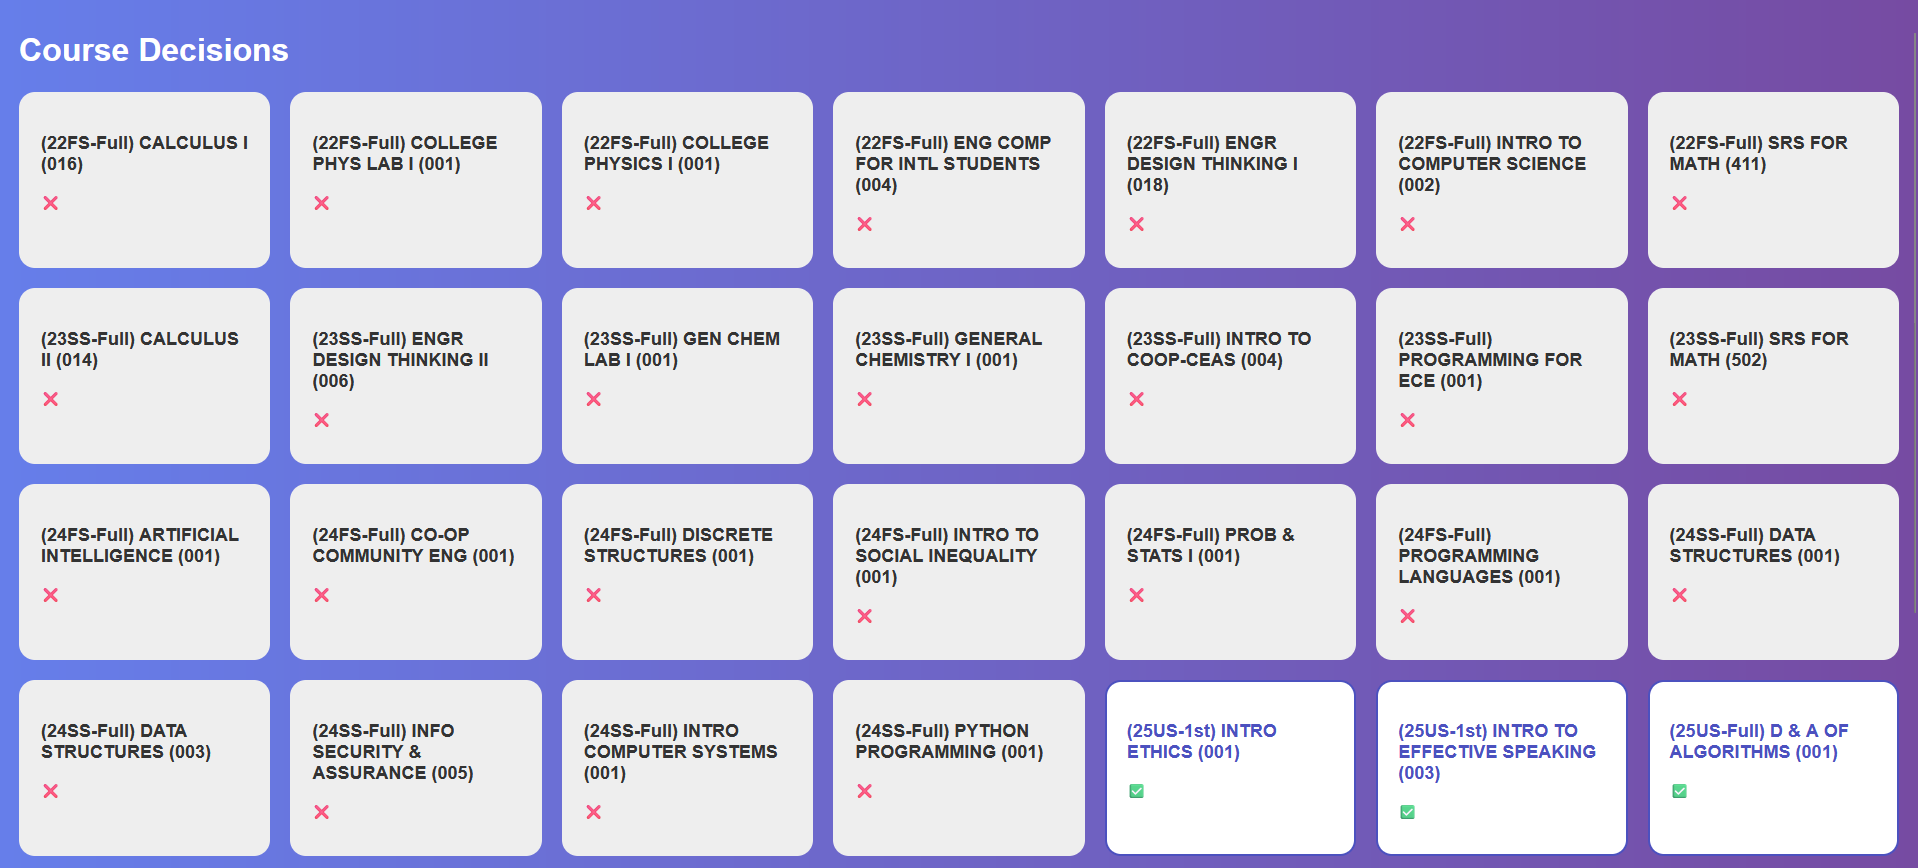 Course Decisions
(22FS-Full) CALCULUS I
(016)
(22FS-Full) COLLEGE
PHYS LAB I (001)
(22FS-Full) COLLEGE
PHYSICS I (001)
(22FS-Full) ENG COMP
FOR INTL STUDENTS
(004)
(22FS-Full) ENGR
DESIGN THINKING I
(018)
(22FS-Full) INTRO TO
COMPUTER SCIENCE
(002)
(22FS-Full) SRS FOR
MATH (411)
(23SS-Full) CALCULUS
II (014)
(23SS-Full) ENGR
DESIGN THINKING II
(006)
(23SS-Full) GEN CHEM
LAB I (001)
(23SS-Full) GENERAL
CHEMISTRY I (001)
(23SS-Full) INTRO TO
COOP-CEAS (004)
(23SS-Full)
PROGRAMMING FOR
ECE (001)
(23SS-Full) SRS FOR
MATH (502)
(24FS-Full) ARTIFICIAL
INTELLIGENCE (001)
(24FS-Full) CO-OP
COMMUNITY ENG (001)
(24FS-Full) DISCRETE
STRUCTURES (001)
(24FS-Full) INTRO TO
SOCIAL INEQUALITY
(001)
(24FS-Full) PROB &
STATS I (001)
(24FS-Full)
PROGRAMMING
LANGUAGES (001)
(24SS-Full) DATA
STRUCTURES (001)
(24SS-Full) DATA
STRUCTURES (003)
(24SS-Full) INFO
SECURITY &
ASSURANCE (005)
(24SS-Full) INTRO
COMPUTER SYSTEMS
(001)
(24SS-Full) PYTHON
PROGRAMMING (001)
(25US-1st) INTRO
ETHICS (001)
(25US-1st) INTRO TO
EFFECTIVE SPEAKING
(003)
(25US-Full) D & A OF
ALGORITHMS (001)